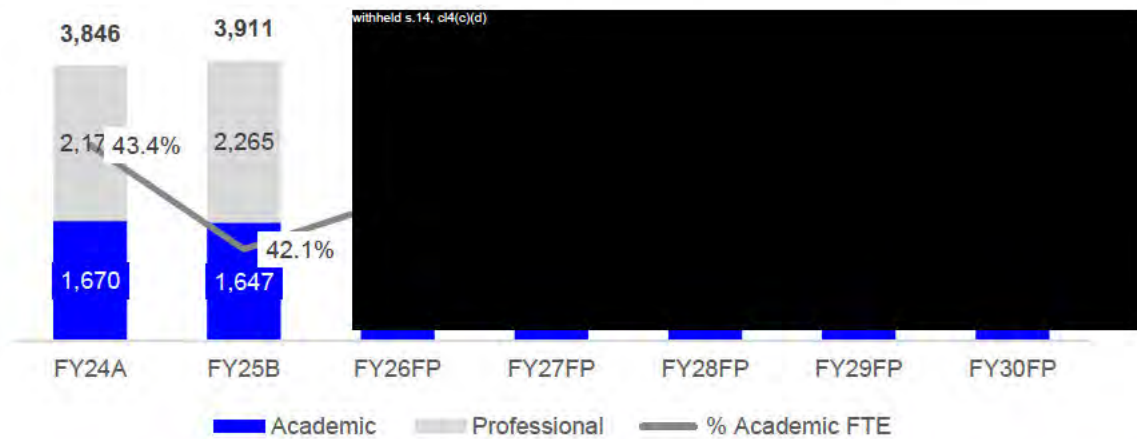 withheld s.14, cl4(c)(d)
3,846 3,911
2,17 43.4% 2,265
42.1%
1,670 1,647
FY24A FY25B FY26FP FY27FP FY28FP FY29FP FY30FP
Academic Professional % Academic FTE